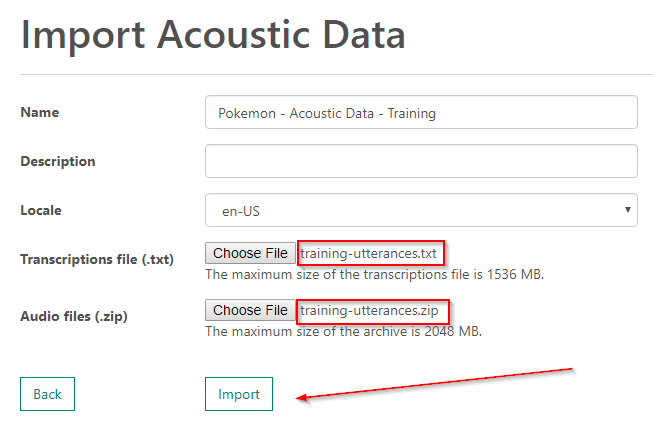 Import Acoustic Data
Name Pokemon - Acoustic Data - Training
Description
Locale en-US
Transcriptions file (.txt) Choose File training-utterances.txt
The maximum size of the transcriptions file is 1536 MB.
Audio files (.zip) Choose File training-utterances.zip
The maximum size of the archive is 2048 MB.
Back Import